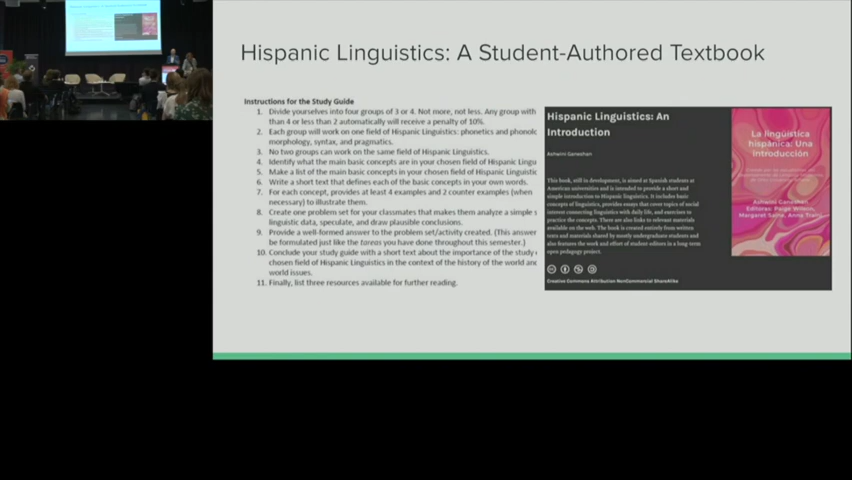 Hispanic Linguistics: A Student-Authored Textbook
Instructions for the Study Guide
1. Divide yourselves into four groups of 3 or 4. Not more, not less. Any group with
than 4 or less than 2 automatically will receive a penalty of 10%.
2. Each group will work on one field of Hispanic Linguistics: phonetics and phonolo
morphology, syntax, and pragmatics.
3. No two groups can work on the same field of Hispanic Linguistics.
4. Identify what the main basic concepts are in your chosen field of Hispanic Lingu
5. Make a list of the main basic concepts in your chosen field of Hispanic Linguistic
6. Write a short text that defines each of the basic concepts in your own words.
7. For each concept, provides at least 4 examples and 2 counter examples (when
necessary) to illustrate them.
8. Create one problem set for your classmates that makes them analyze a simple s
linguistic data, speculate, and draw plausible conclusions.
9. Provide a well-formed answer to the problem set/activity created. (This answer
be formulated just like the tareas you have done throughout this semester.)
10. Conclude your study guide with a short text about the importance of the study
chosen field of Hispanic Linguistics in the context of the history of the world and
world issues.
11. Finally, list three resources available for further reading.
Hispanic Linguistics: An
Introduction
Ashwini Ganeshan
This book, still in development, is aimed at Spanish students at
American universities and is intended to provide a short and
simple introduction to Hispanic linguistics. It includes basic
concepts of linguistics, provides essays that cover topics of social
interest connecting linguistics with daily life, and exercises to
practice the concepts. There are also links to relevant materials
available on the web. The book is created entirely from written
texts and materials shared by mostly undergraduate students and
also features the work and effort of student editors in a long-term
open pedagogy project.
Creative Commons Attribution NonCommercial ShareAlike
La lingüística
hispánica: Una
introducción
Ashwini Ganeshan
Editoras: Paige Wilson,
Margaret Sertle, Anna